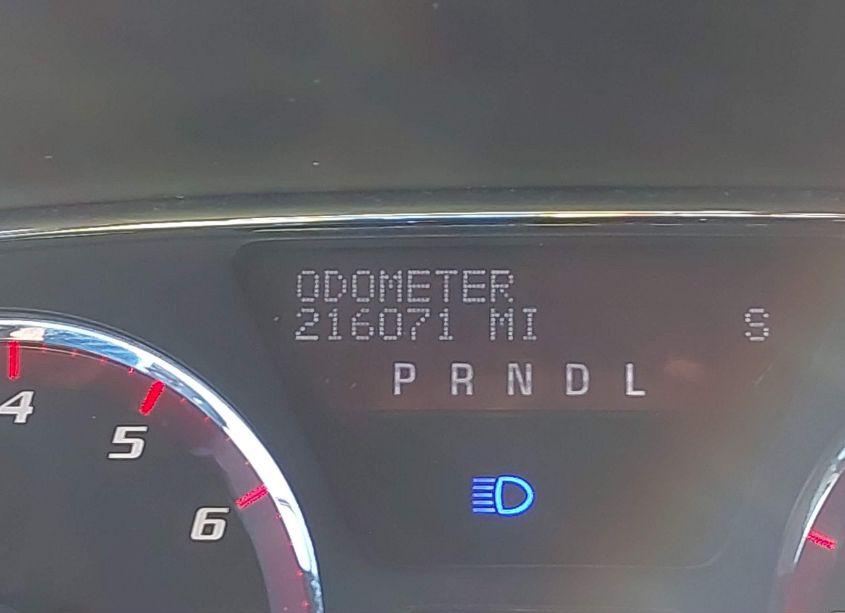 ODOMETER
216071 MI S
P R N D L
4
5
6